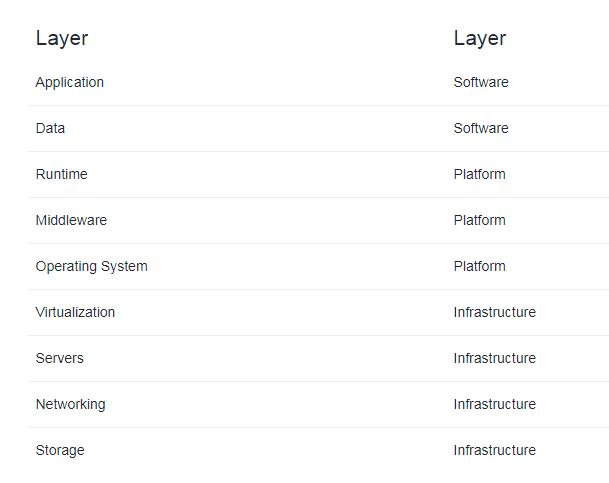 Layer Layer
Application Software
Data Software
Runtime Platform
Middleware Platform
Operating System Platform
Virtualization Infrastructure
Servers Infrastructure
Networking Infrastructure
Storage Infrastructure